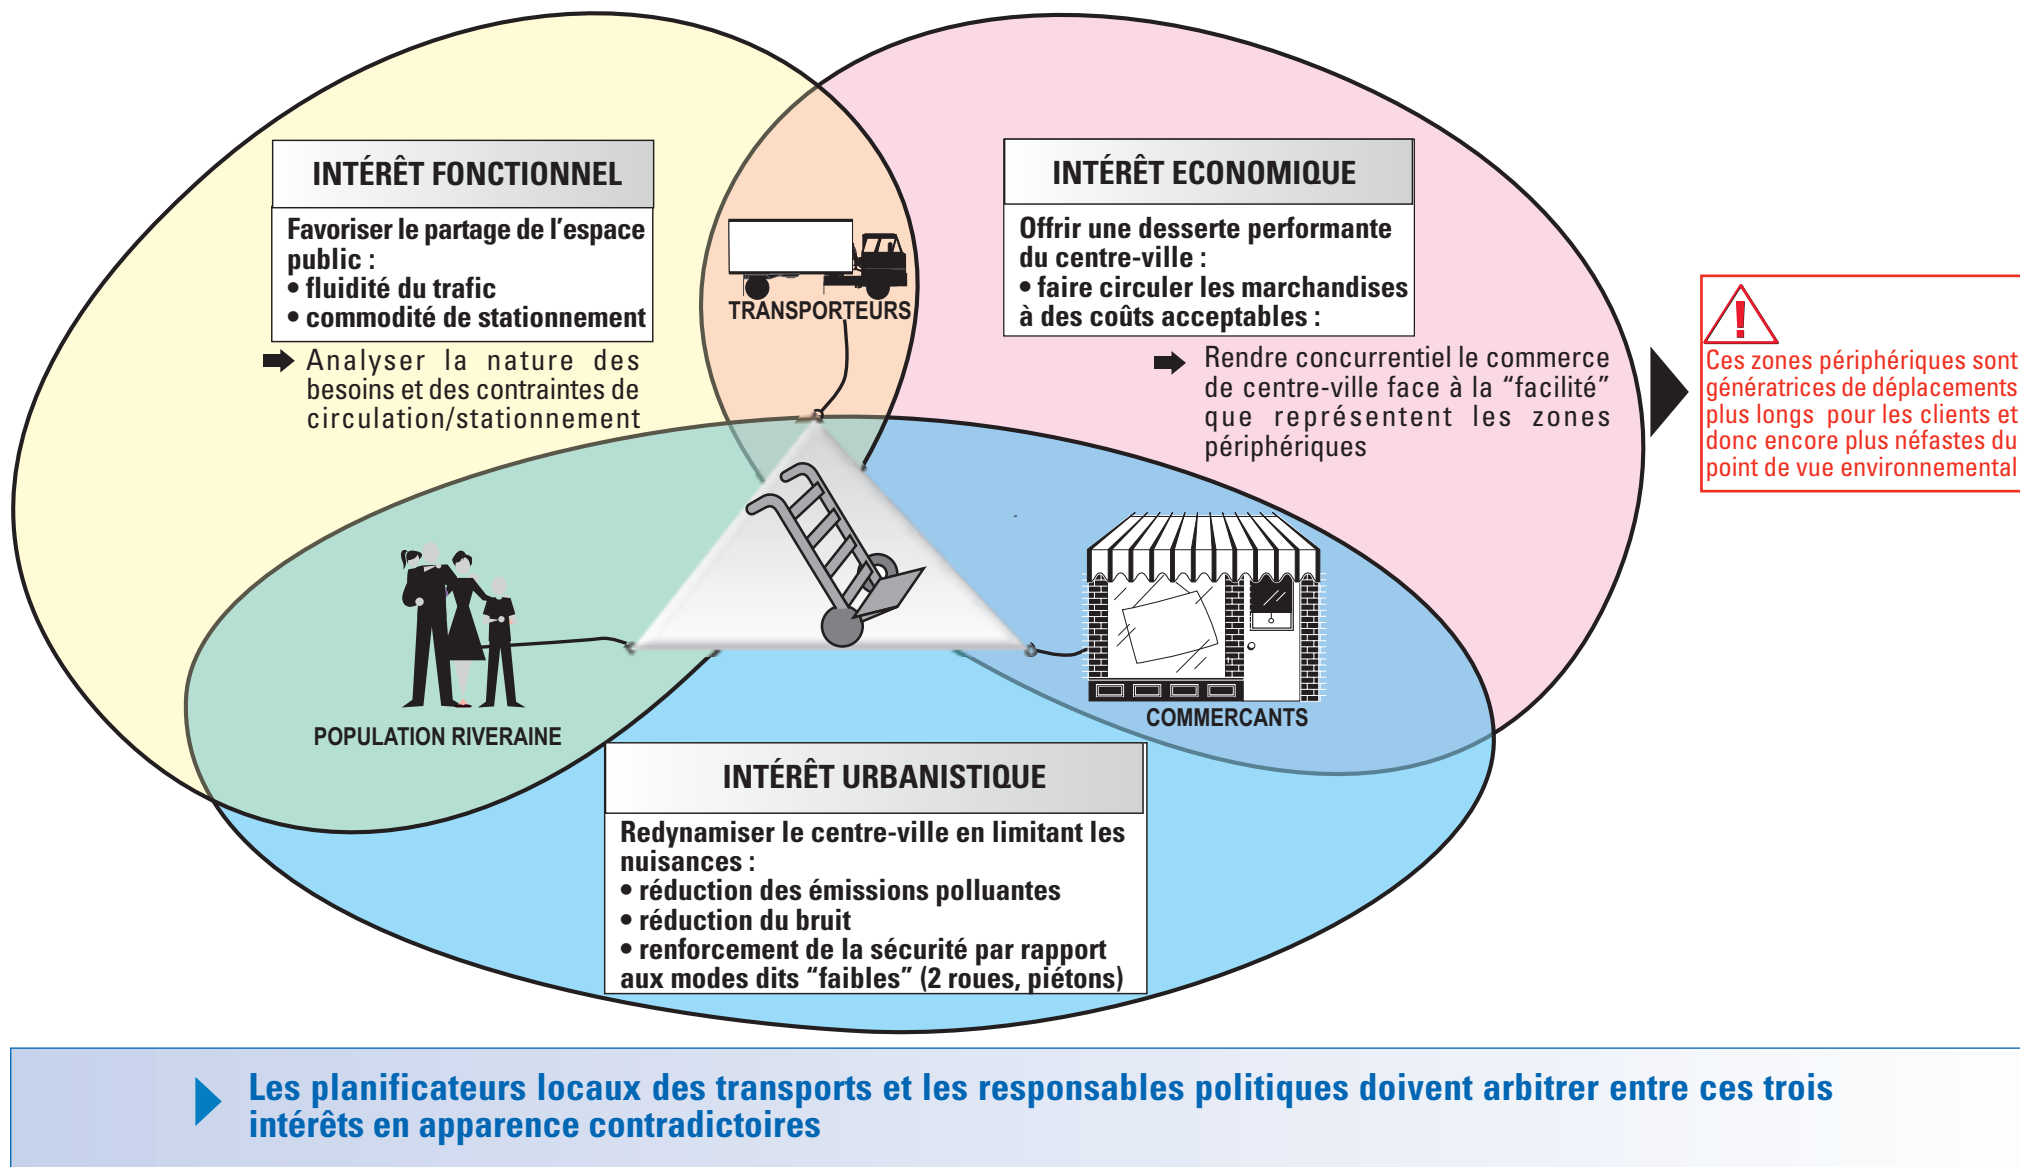 INTÉRÊT FONCTIONNEL
Favoriser le partage de l’espace
public :
• fluidité du trafic
• commodité de stationnement
Analyser la nature des
besoins et des contraintes de
circulation/stationnement
TRANSPORTEURS
INTÉRÊT ECONOMIQUE
Offrir une desserte performante
du centre-ville :
• faire circuler les marchandises
à des coûts acceptables :
Rendre concurrentiel le commerce
de centre-ville face à la “facilité”
que représentent les zones
périphériques
!
Ces zones périphériques sont
génératrices de déplacements
plus longs pour les clients et
donc encore plus néfastes du
point de vue environnemental
POPULATION RIVERAINE
COMMERCANTS
INTÉRÊT URBANISTIQUE
Redynamiser le centre-ville en limitant les
nuisances :
• réduction des émissions polluantes
• réduction du bruit
• renforcement de la sécurité par rapport
aux modes dits “faibles” (2 roues, piétons)
Les planificateurs locaux des transports et les responsables politiques doivent arbitrer entre ces trois
intérêts en apparence contradictoires